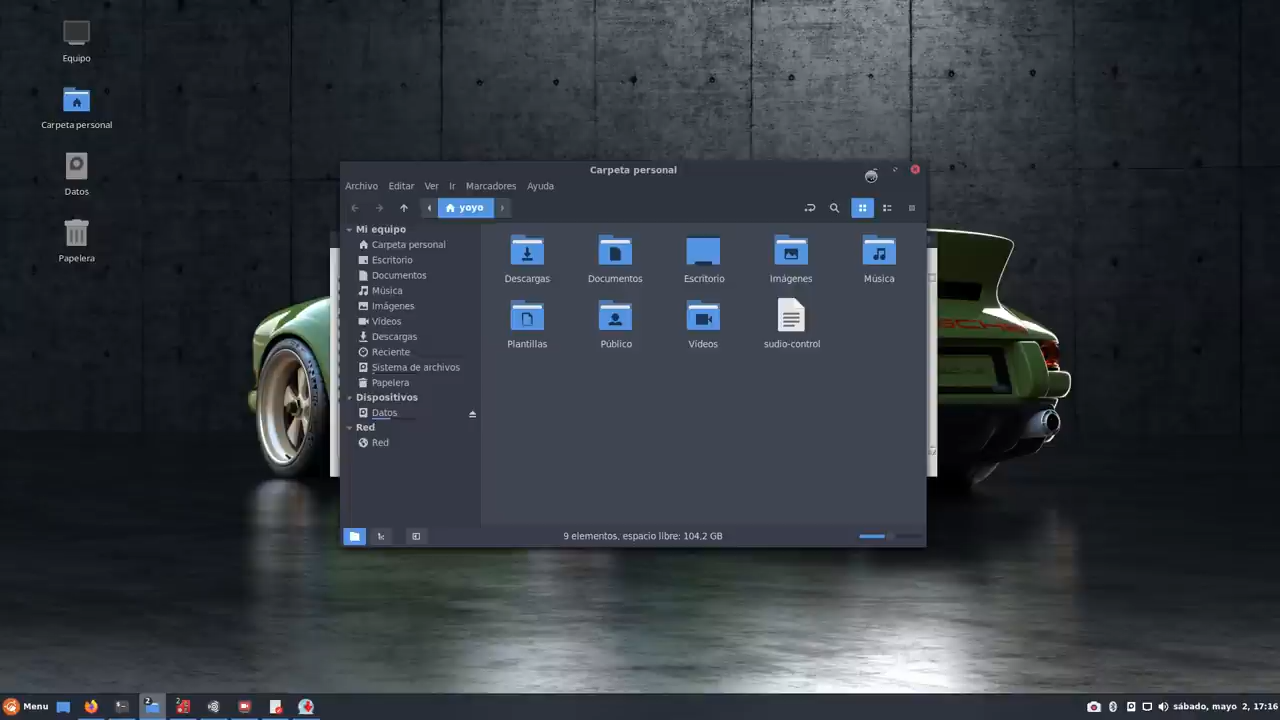 Equipo
Carpeta personal
Datos
Papelera
Carpeta personal
Archivo Editar Ver Ir Marcadores Ayuda
yoyo
Mi equipo
Carpeta personal
Escritorio
Documentos
Música
Imágenes
Vídeos
Descargas
Reciente
Sistema de archivos
Papelera
Dispositivos
Datos
Red
Red
Descargas Documentos Escritorio Imágenes Música
Plantillas Público Vídeos sudio-control
9 elementos, espacio libre: 104,2 GB
Menu
2
2
sábado, mayo 2, 17:16